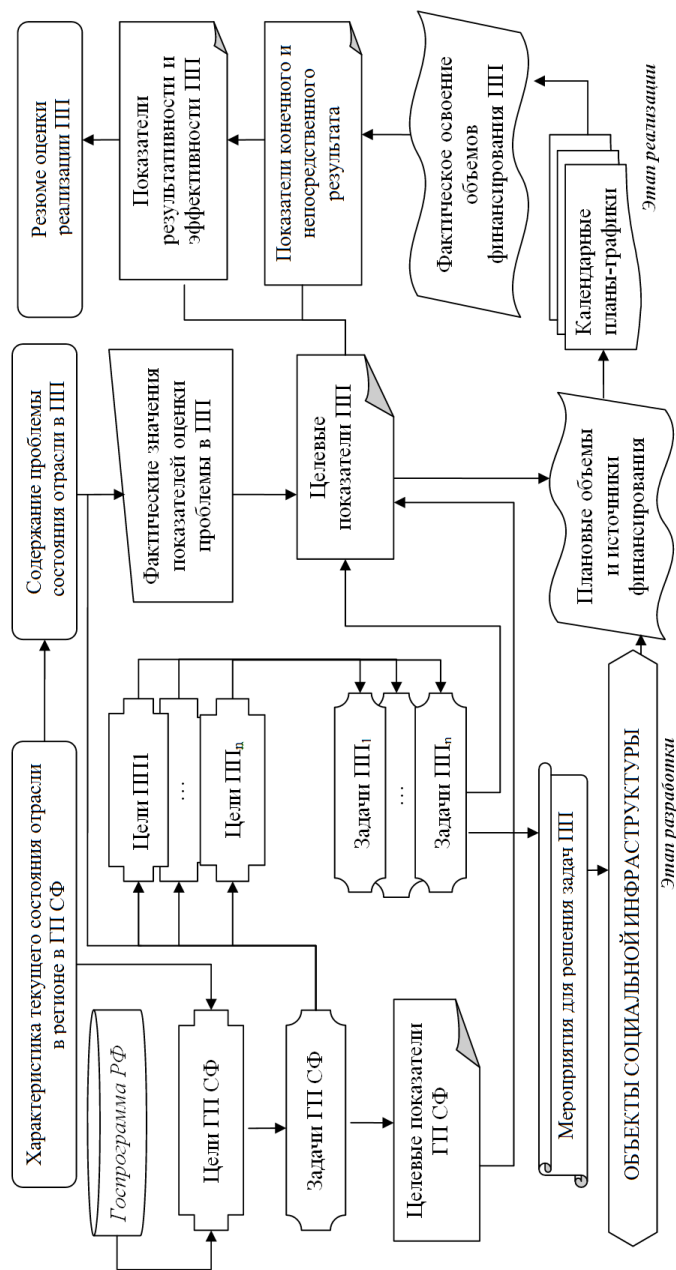 Характеристика текущего состояния отрасли
в регионе в ГП СФ
Содержание проблемы
состояния отрасли в ПП
Резюме оценки
реализации ПП
Госпрограмма РФ
Цели ГП СФ
Задачи ГП СФ
Целевые показатели
ГП СФ
Цели ПП1
…
Цели ППn
Задачи ПП1
…
Задачи ППn
Фактические значения
показателей оценки
проблемы в ПП
Целевые
показатели ПП
Показатели
результативности и
эффективности ПП
Показатели конечного и
непосредственного
результата
Фактическое освоение
объемов
финансирования ПП
Мероприятия для решения задач ПП
ОБЪЕКТЫ СОЦИАЛЬНОЙ ИНФРАСТРУКТУРЫ
Плановые объемы
и источники
финансирования
Календарные
планы-графики
Этап разработки
Этап реализации